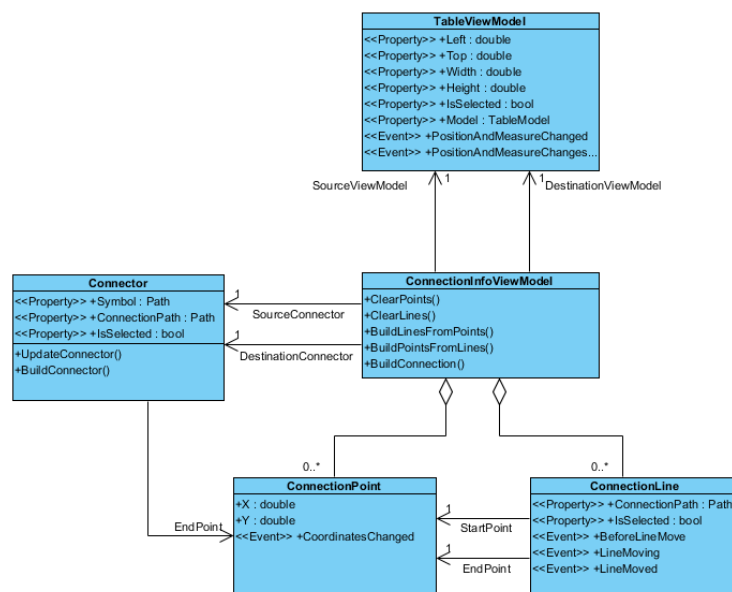 TableViewModel
<<Property>> +Left : double
<<Property>> +Top : double
<<Property>> +Width : double
<<Property>> +Height : double
<<Property>> +IsSelected : bool
<<Property>> +Model : TableModel
<<Event>> +PositionAndMeasureChanged
<<Event>> +PositionAndMeasureChanges...
SourceViewModel
1
1
DestinationViewModel
Connector
<<Property>> +Symbol : Path
<<Property>> +ConnectionPath : Path
<<Property>> +IsSelected : bool
+UpdateConnector()
+BuildConnector()
1
SourceConnector
1
DestinationConnector
ConnectionInfoViewModel
+ClearPoints()
+ClearLines()
+BuildLinesFromPoints()
+BuildPointsFromLines()
+BuildConnection()
0..*
0..*
EndPoint
ConnectionPoint
+X : double
+Y : double
<<Event>> +CoordinatesChanged
1
StartPoint
1
EndPoint
ConnectionLine
<<Property>> +ConnectionPath : Path
<<Property>> +IsSelected : bool
<<Event>> +BeforeLineMove
<<Event>> +LineMoving
<<Event>> +LineMoved